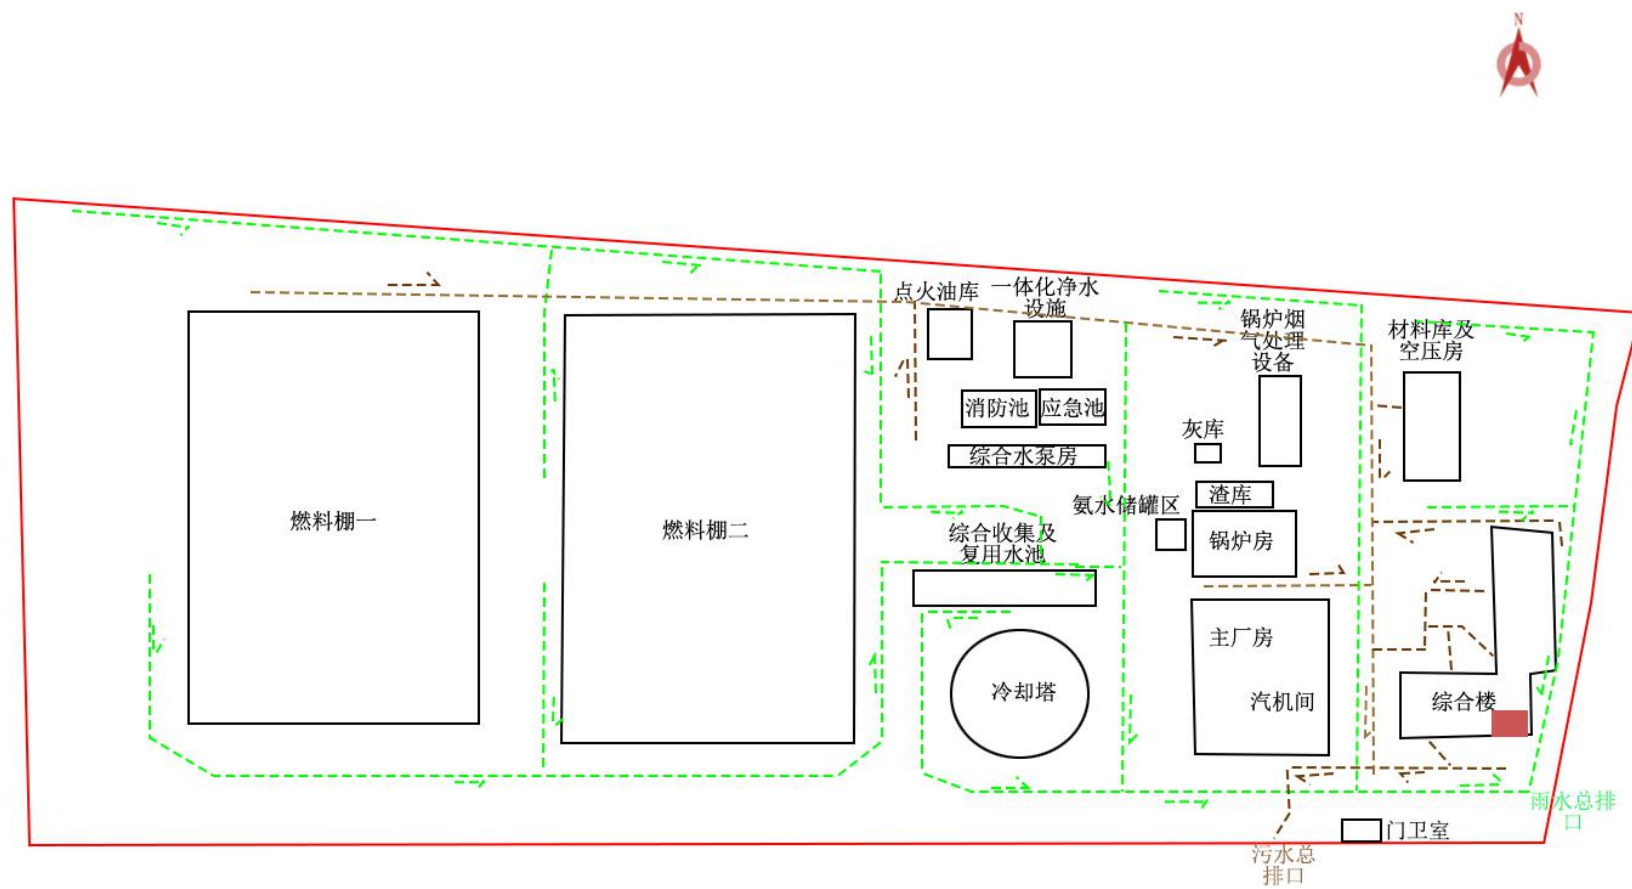 N
点火油库
一体化净水
设施
锅炉烟
气处理
设备
材料库及
空压房
消防池
应急池
灰库
综合水泵房
渣库
氨水储罐区
燃料棚一
燃料棚二
综合收集及
复用水池
锅炉房
主厂房
冷却塔
汽机间
综合楼
雨水总排
口
门卫室
污水总
排口